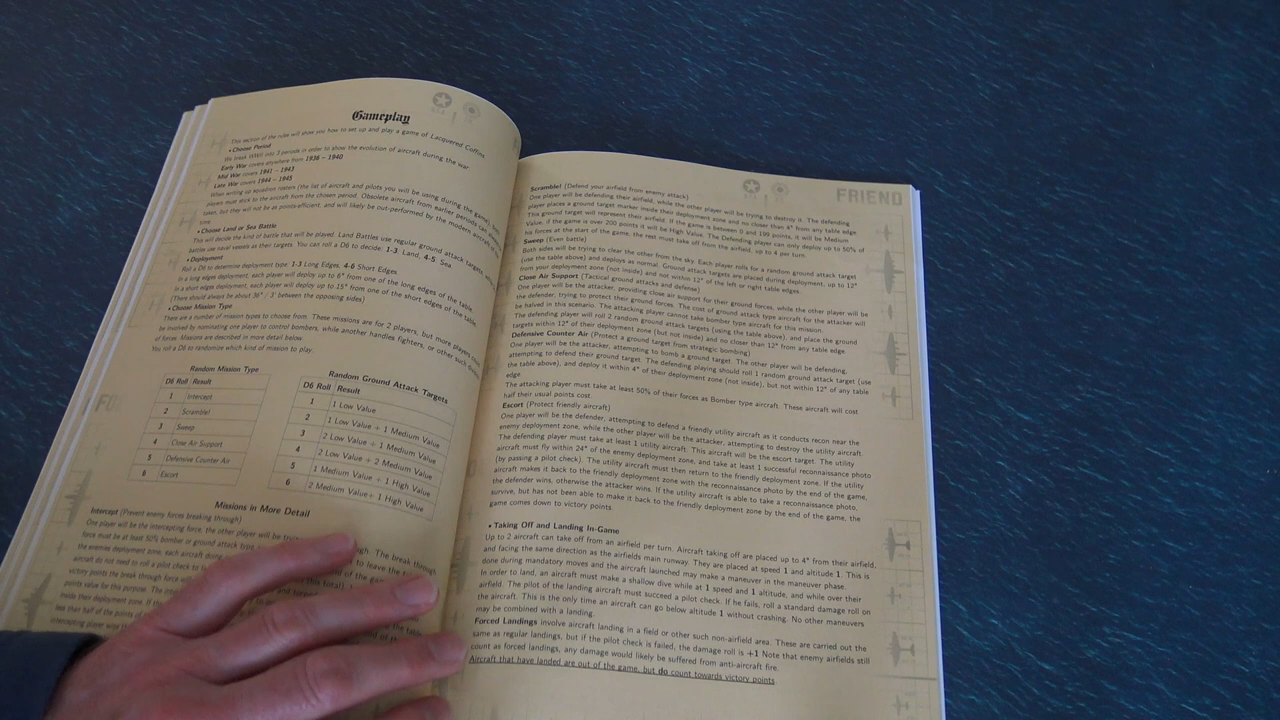 Gameplay
This section of the rules will show you how to set up and play a game of Lacquered Coffins
• Choose Period
We break WWII into 3 periods in order to show the evolution of aircraft during the war
Early War covers anywhere from 1936 – 1940
Mid War covers 1941 – 1943
Late War covers 1944 – 1945
When writing up squadron rosters (the list of aircraft and pilots you will be using during the game)
players must stick to the aircraft from the chosen period. Obsolete aircraft from earlier periods can be
taken, but they will not be as points-efficient, and will likely be out-performed by the modern aircraft of
time.
• Choose Land or Sea Battle
This will decide the kind of battle that will be played. Land Battles use regular ground attack targets,
Battles use naval vessels as their targets. You can roll a D6 to decide: 1-3: Land, 4-5: Sea
• Deployment
Roll a D6 to determine deployment type: 1-3 Long Edges, 4-6 Short Edges
In a long edges deployment, each player will deploy up to 6" from one of the long edges of the table.
In a short edges deployment, each player will deploy up to 15" from one of the short edges of the table
(There should always be about 36" / 3' between the opposing sides)
• Choose Mission Type
There are a number of mission types to choose from. These missions are for 2 players, but more players
be involved by nominating one player to control bombers, while another handles fighters, or other such
of forces. Missions are described in more detail below
You roll a D6 to randomize which kind of mission to play:
Random Mission Type
D6 Roll Result
1 Intercept
2 Scramble!
3 Sweep
4 Close Air Support
5 Defensive Counter Air
6 Escort
Random Ground Attack Targets
D6 Roll Result
1 1 Low Value
2 1 Low Value + 1 Medium Value
3 2 Low Value + 1 Medium Value
4 2 Low Value + 2 Medium Value
5 1 Medium Value + 1 High Value
6 2 Medium Value+ 1 High Value
Missions in More Detail
Intercept (Prevent enemy forces breaking through)
One player will be the intercepting force, the other player will be The break through
force must be at least 50% bomber or ground attack type to leave the
the enemies deployment zone, each aircraft doing of the game
aircraft do not need to roll a pilot check to this total)
victory points the break through force will
points value for this purpose. The
inside their deployment zone. If the
less than half of the points of the table
intercepting player
FRIEND
Scramble! (Defend your airfield from enemy attack)
One player will be defending their airfield, while the other player will be trying to destroy it. The defending
player places a ground target marker inside their deployment zone and no closer than 4" from any table edge.
This ground target will represent their airfield. If the game is between 0 and 199 points, it will be Medium
Value; if the game is over 200 points it will be High Value. The Defending player can only deploy up to 50% of
his forces at the start of the game, the rest must take off from the airfield, up to 4 per turn.
Sweep (Even battle)
Both sides will be trying to clear the other from the sky. Each player rolls for a random ground attack target
(use the table above) and deploys as normal. Ground attack targets are placed during deployment, up to 12"
from your deployment zone (not inside) and not within 12" of the left or right table edges.
Close Air Support (Tactical ground attacks and defense)
One player will be the attacker, providing close air support for their ground forces, while the other player will be
the defender, trying to protect their ground forces. The cost of ground attack type aircraft for the attacker will
be halved in this scenario. The attacking player cannot take bomber type aircraft for this mission.
The defending player will roll 2 random ground attack targets (using the table above), and place the ground
targets within 12" of their deployment zone (but not inside) and no closer than 12" from any table edge.
Defensive Counter Air (Protect a ground target from strategic bombing)
One player will be the attacker, attempting to bomb a ground target. The other player will be defending,
attempting to defend their ground target. The defending playing should roll 1 random ground attack target (use
the table above), and deploy it within 4" of their deployment zone (not inside), but not within 12" of any table
edge.
The attacking player must take at least 50% of their forces as Bomber type aircraft. These aircraft will cost
half their usual points cost.
Escort (Protect friendly aircraft)
One player will be the defender, attempting to defend a friendly utility aircraft as it conducts recon near the
enemy deployment zone, while the other player will be the attacker, attempting to destroy the utility aircraft.
The defending player must take at least 1 utility aircraft. This aircraft will be the escort target. The utility
aircraft must fly within 24" of the enemy deployment zone, and take at least 1 successful reconnaissance photo
(by passing a pilot check). The utility aircraft must then return to the friendly deployment zone. If the utility
aircraft makes it back to the friendly deployment zone with the reconnaissance photo by the end of the game,
the defender wins, otherwise the attacker wins. If the utility aircraft is able to take a reconnaissance photo,
survive, but has not been able to make it back to the friendly deployment zone by the end of the game, the
game comes down to victory points.
• Taking Off and Landing In-Game
Up to 2 aircraft can take off from an airfield per turn. Aircraft taking off are placed up to 4" from their airfield,
and facing the same direction as the airfields main runway. They are placed at speed 1 and altitude 1. This is
done during mandatory moves and the aircraft launched may make a maneuver in the maneuver phase.
In order to land, an aircraft must make a shallow dive while at 1 speed and 1 altitude, and while over their
airfield. The pilot of the landing aircraft must succeed a pilot check. If he fails, roll a standard damage roll on
the aircraft. This is the only time an aircraft can go below altitude 1 without crashing. No other maneuvers
may be combined with a landing.
Forced Landings involve aircraft landing in a field or other such non-airfield area. These are carried out the
same as regular landings, but if the pilot check is failed, the damage roll is +1 Note that enemy airfields still
count as forced landings, any damage would likely be suffered from anti-aircraft fire.
Aircraft that have landed are out of the game, but do count towards victory points